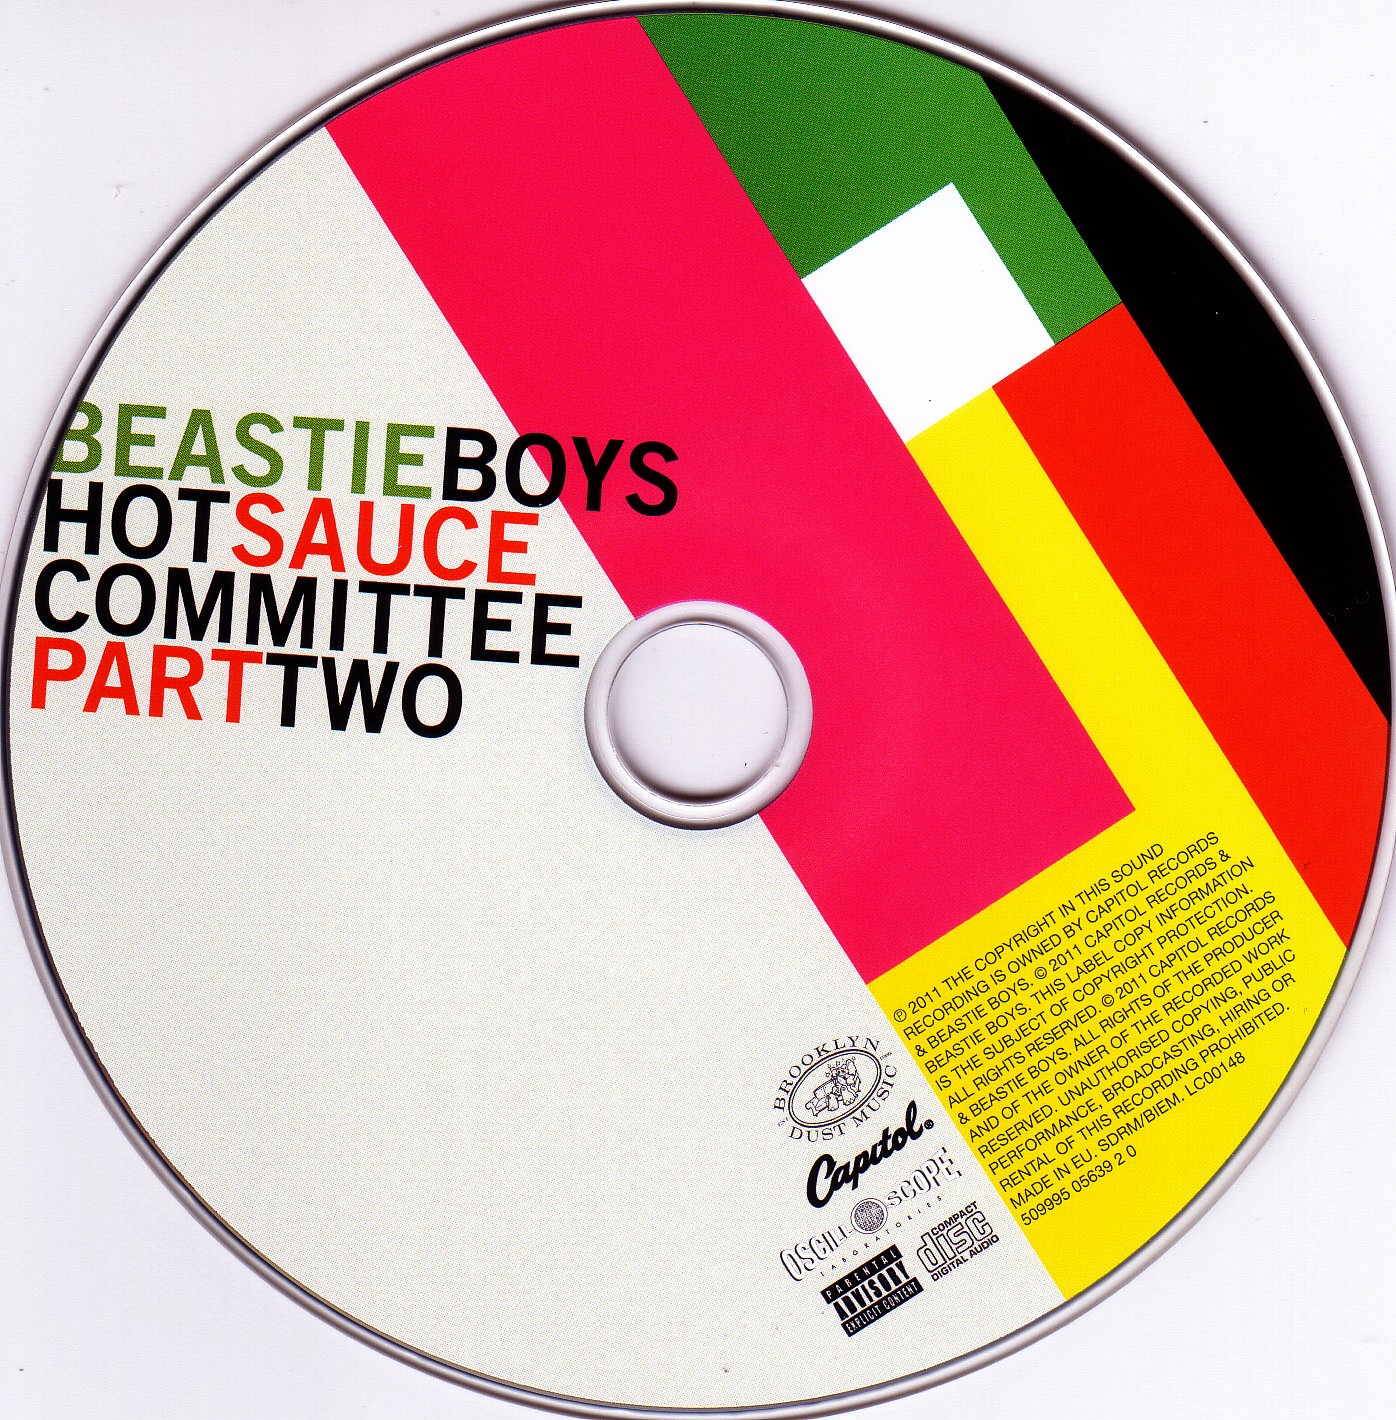 BEASTIEBOYS
HOTSAUCE
COMMITTEE
PARTTWO
℗ 2011 THE COPYRIGHT IN THIS SOUND
RECORDING IS OWNED BY CAPITOL RECORDS
& BEASTIE BOYS. © 2011 CAPITOL RECORDS &
BEASTIE BOYS. THIS LABEL COPY INFORMATION
IS THE SUBJECT OF COPYRIGHT PROTECTION.
ALL RIGHTS RESERVED. © 2011 CAPITOL RECORDS
& BEASTIE BOYS. ALL RIGHTS OF THE PRODUCER
AND OF THE OWNER OF THE RECORDED WORK
RESERVED. UNAUTHORISED COPYING, PUBLIC
PERFORMANCE, BROADCASTING, HIRING OR
RENTAL OF THIS RECORDING PROHIBITED.
MADE IN EU. SDRM/BIEM. LC00148
509995 05639 2 0
BROOKLYN
DUST MUSIC
Capitol®
OSCILLOSCOPE
LABORATORIES
COMPACT
disc
DIGITAL AUDIO
PARENTAL
ADVISORY
EXPLICIT CONTENT